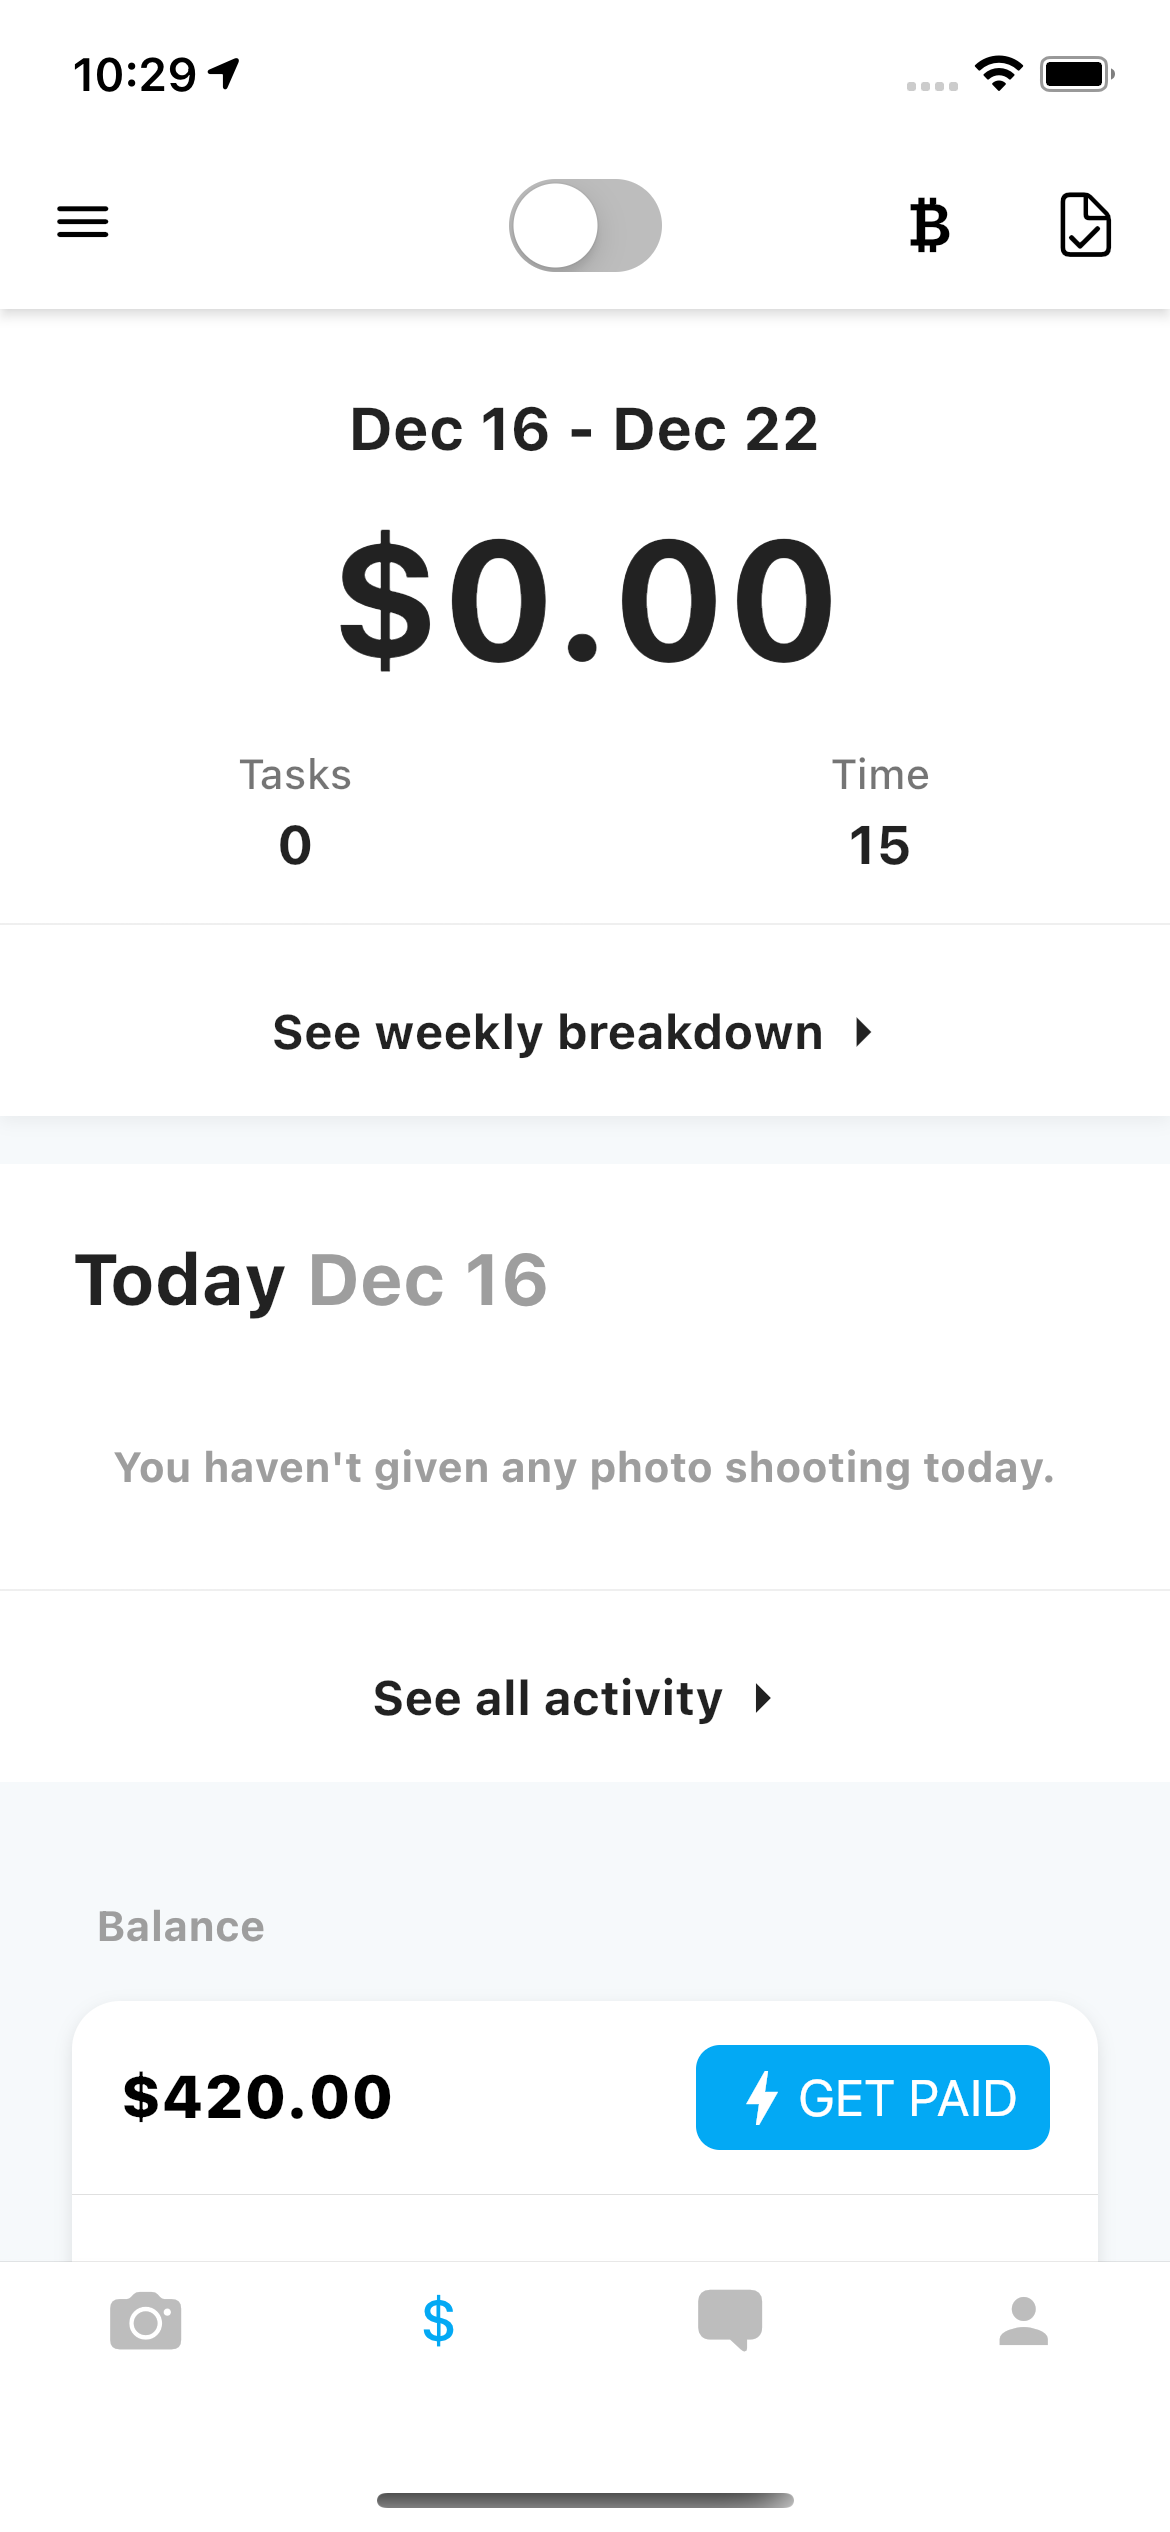 10:29
Dec 16 - Dec 22
$0.00
Tasks
Time
0
15
See weekly breakdown
Today Dec 16
You haven't given any photo shooting today.
See all activity
Balance
$420.00
GET PAID